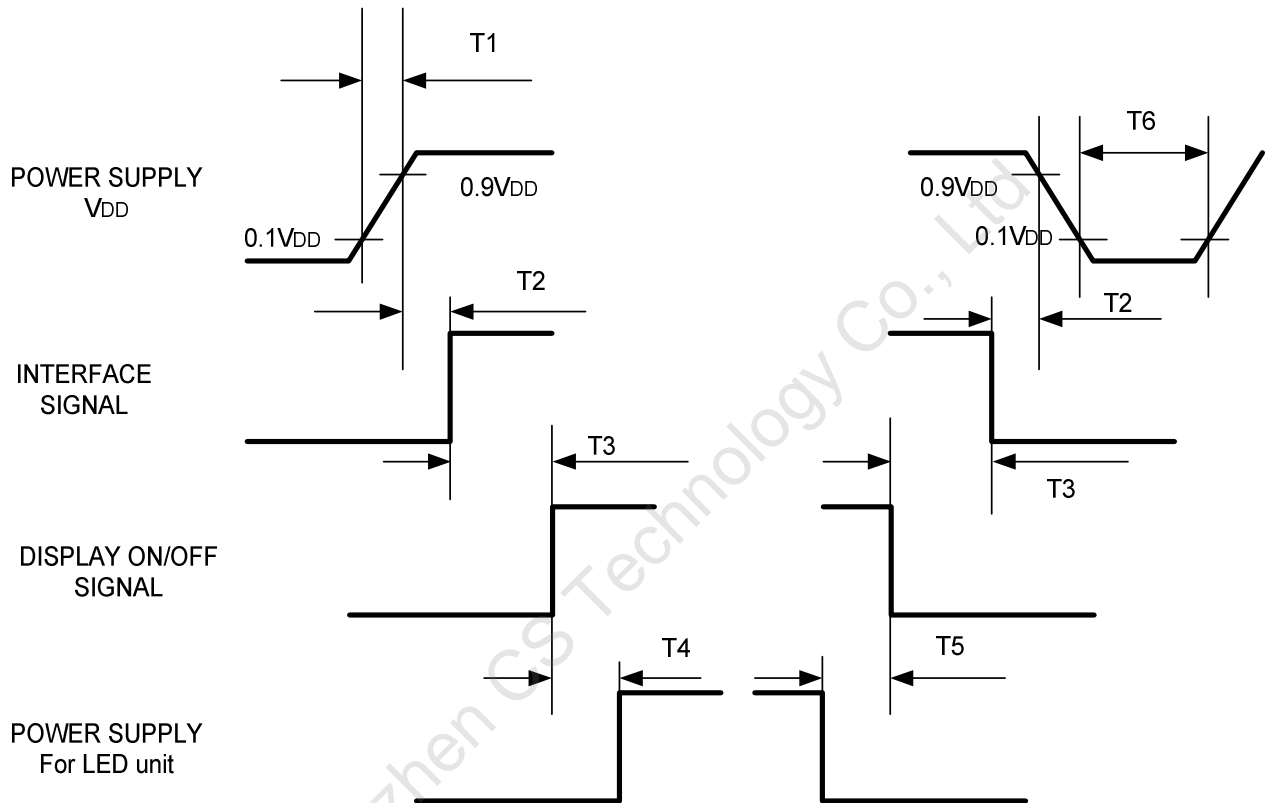 T1
T6
POWER SUPPLY
VDD
0.9VDD
0.9VDD
0.1VDD
0.1VDD
T2
T2
INTERFACE
SIGNAL
T3
T3
DISPLAY ON/OFF
SIGNAL
T4
T5
POWER SUPPLY
For LED unit
zhen CS Technology Co., Ltd